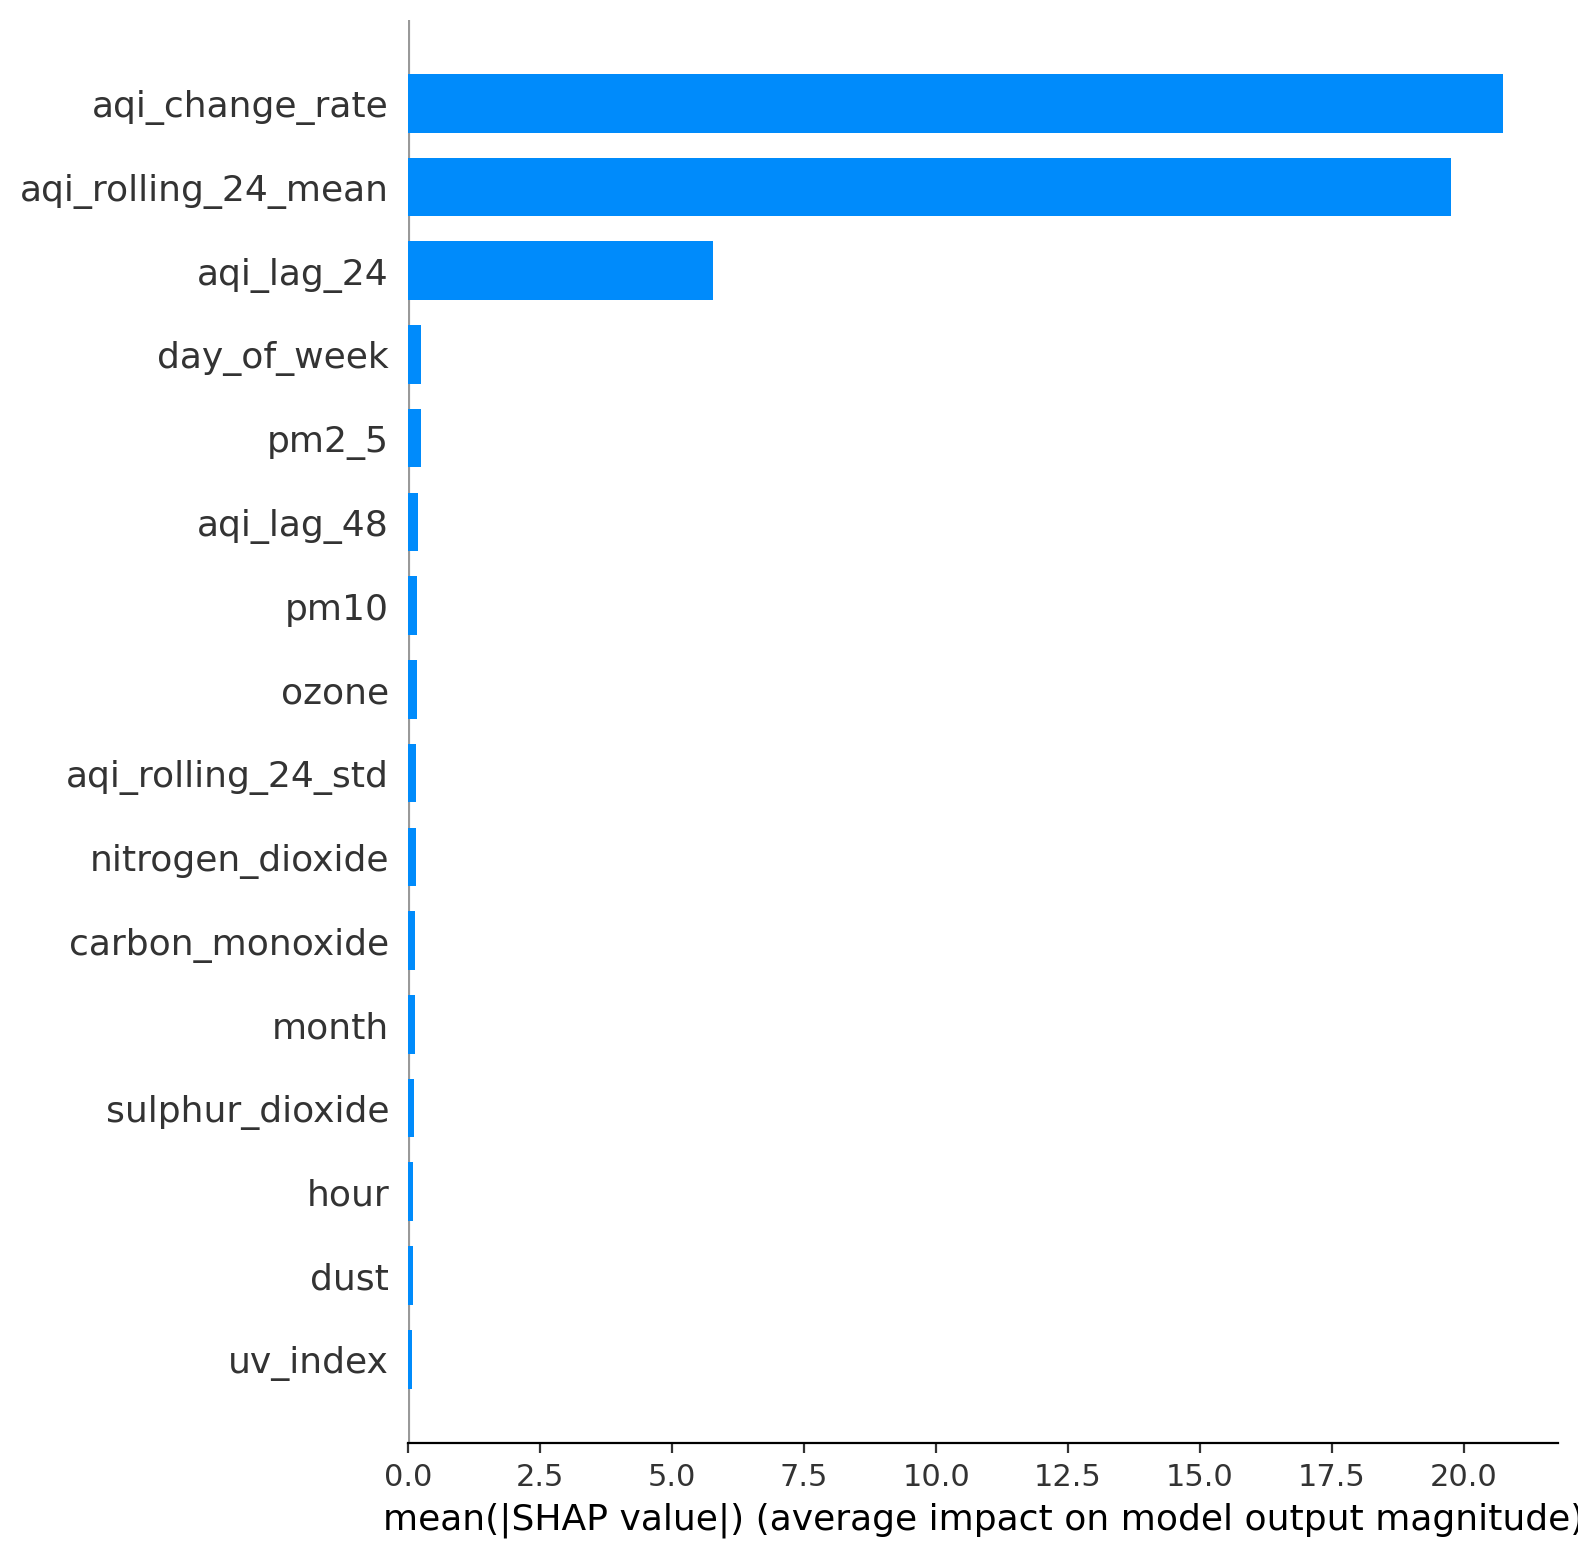 aqi_change_rate
aqi_rolling_24_mean
aqi_lag_24
day_of_week
pm2_5
aqi_lag_48
pm10
ozone
aqi_rolling_24_std
nitrogen_dioxide
carbon_monoxide
month
sulphur_dioxide
hour
dust
uv_index
0.0 2.5 5.0 7.5 10.0 12.5 15.0 17.5 20.0
mean(|SHAP value|) (average impact on model output magnitude)